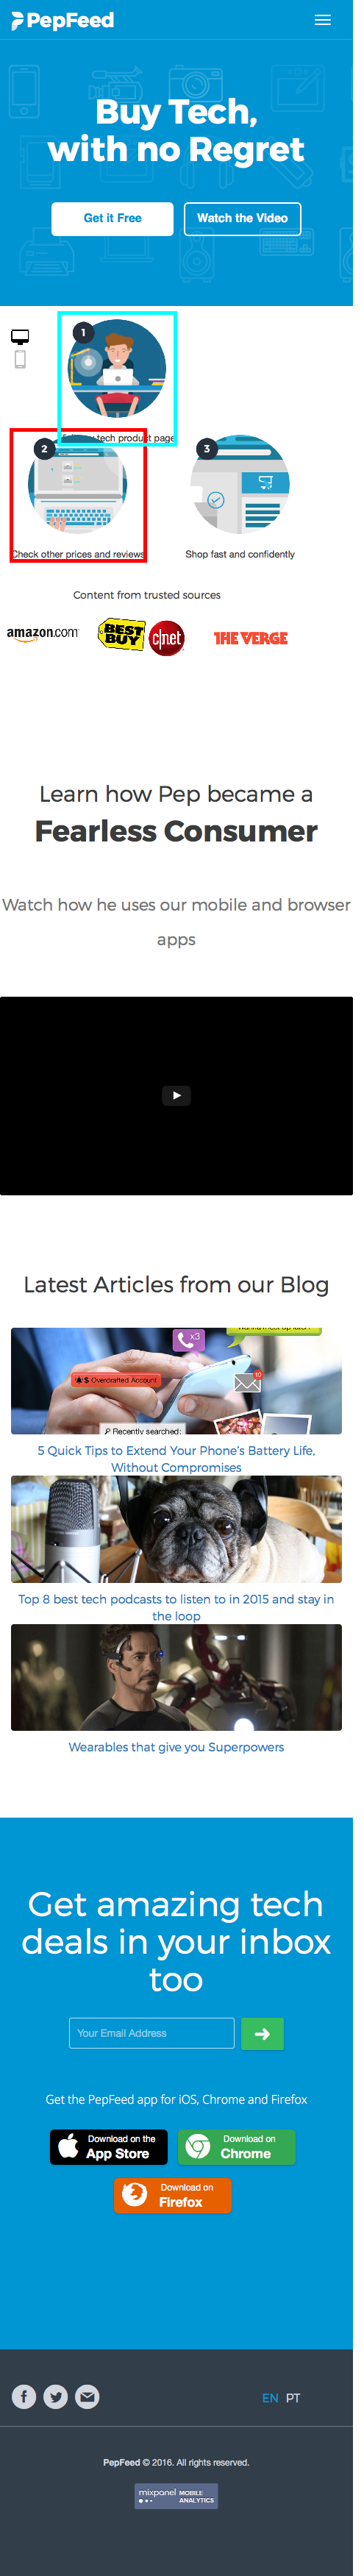 PepFeed
Buy Tech,
with no Regret
Get it Free
Watch the Video
1
tech product page
2
3
Check other prices and reviews
Shop fast and confidently
Content from trusted sources
amazon.com
BEST BUY
c|net
THE VERGE
Learn how Pep became a
Fearless Consumer
Watch how he uses our mobile and browser
apps
Latest Articles from our Blog
x3
$ Overdrafted Account
10
Recently searched:
5 Quick Tips to Extend Your Phone's Battery Life,
Without Compromises
Top 8 best tech podcasts to listen to in 2015 and stay in
the loop
Wearables that give you Superpowers
Get amazing tech
deals in your inbox
too
Your Email Address
Get the PepFeed app for iOS, Chrome and Firefox
Download on the
App Store
Download on
Chrome
Download on
Firefox
EN PT
PepFeed © 2016. All rights reserved.
mixpanel MOBILE
ANALYTICS